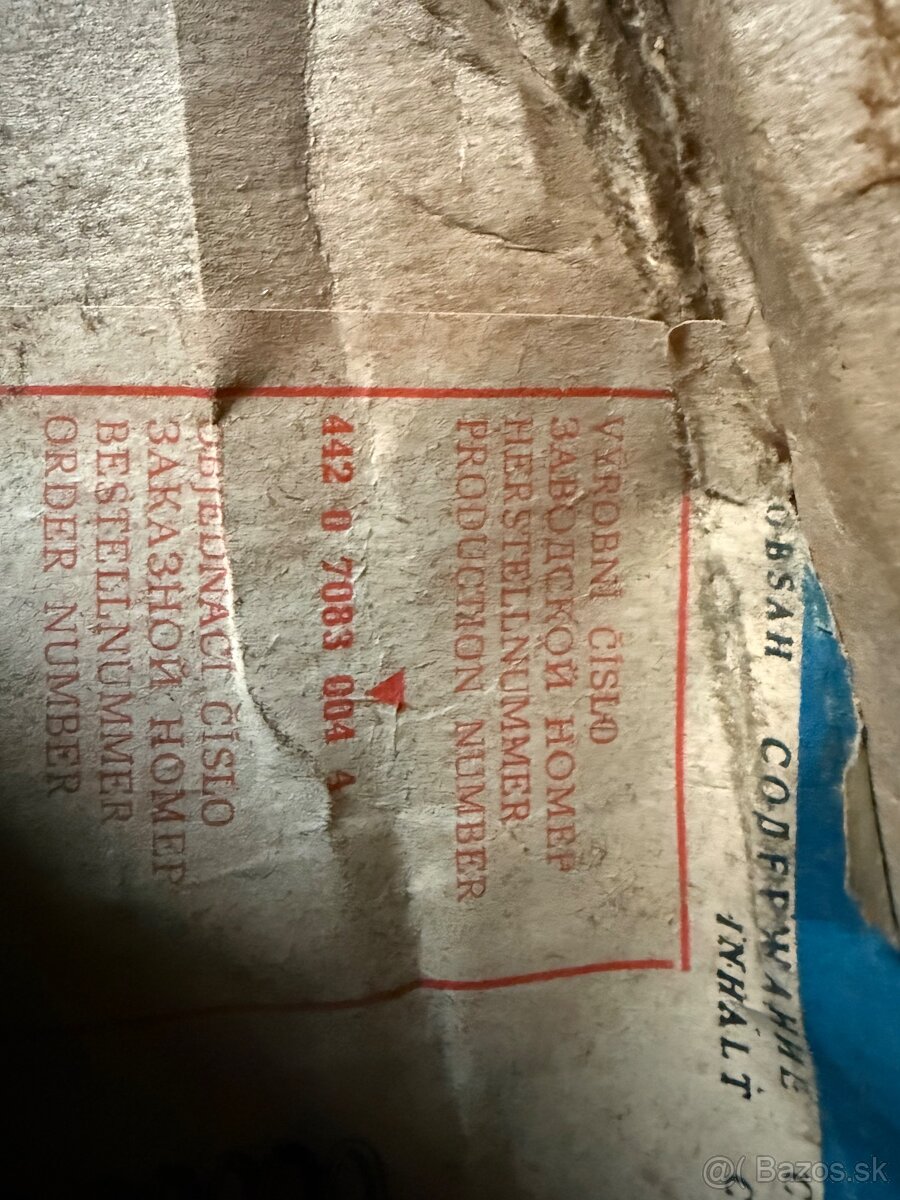 OBSAH СОДЕРЖАНИЕ
INHALT
VÝROBNÍ ČÍSLO
ЗАВОДСКОЙ НОМЕР
HERSTELLNUMMER
PRODUCTION NUMBER
442 0 7083 004 4
OBJEDNACÍ ČÍSLO
ЗАКАЗНОЙ НОМЕР
BESTELLNUMMER
ORDER NUMBER
@( Bazos.sk